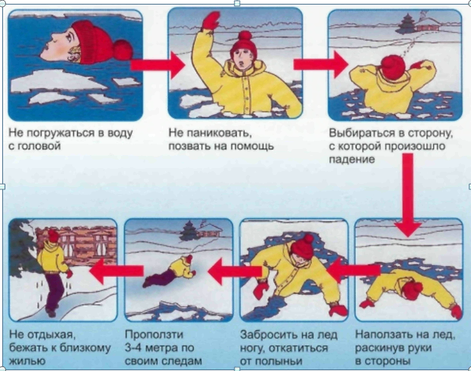 Не погружаться в воду
с головой
Не паниковать,
позвать на помощь
Выбираться в сторону,
с которой произошло
падение
Наползать на лед,
раскинув руки
в стороны
Забросить на лед
ногу, откатиться
от полыньи
Проползти
3-4 метра по
своим следам
Не отдыхая,
бежать к близкому
жилью